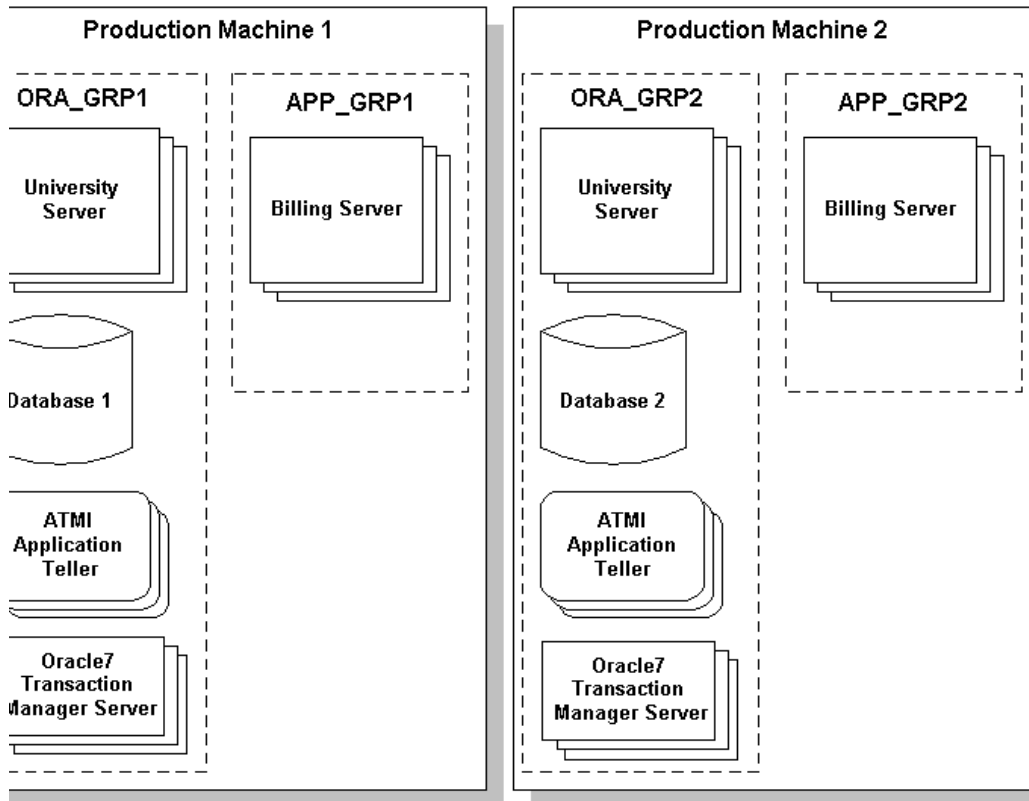 Production Machine 1
ORA_GRP1
University
Server
Database 1
ATMI
Application
Teller
Oracle7
Transaction
Manager Server
APP_GRP1
Billing Server
Production Machine 2
ORA_GRP2
University
Server
Database 2
ATMI
Application
Teller
Oracle7
Transaction
Manager Server
APP_GRP2
Billing Server